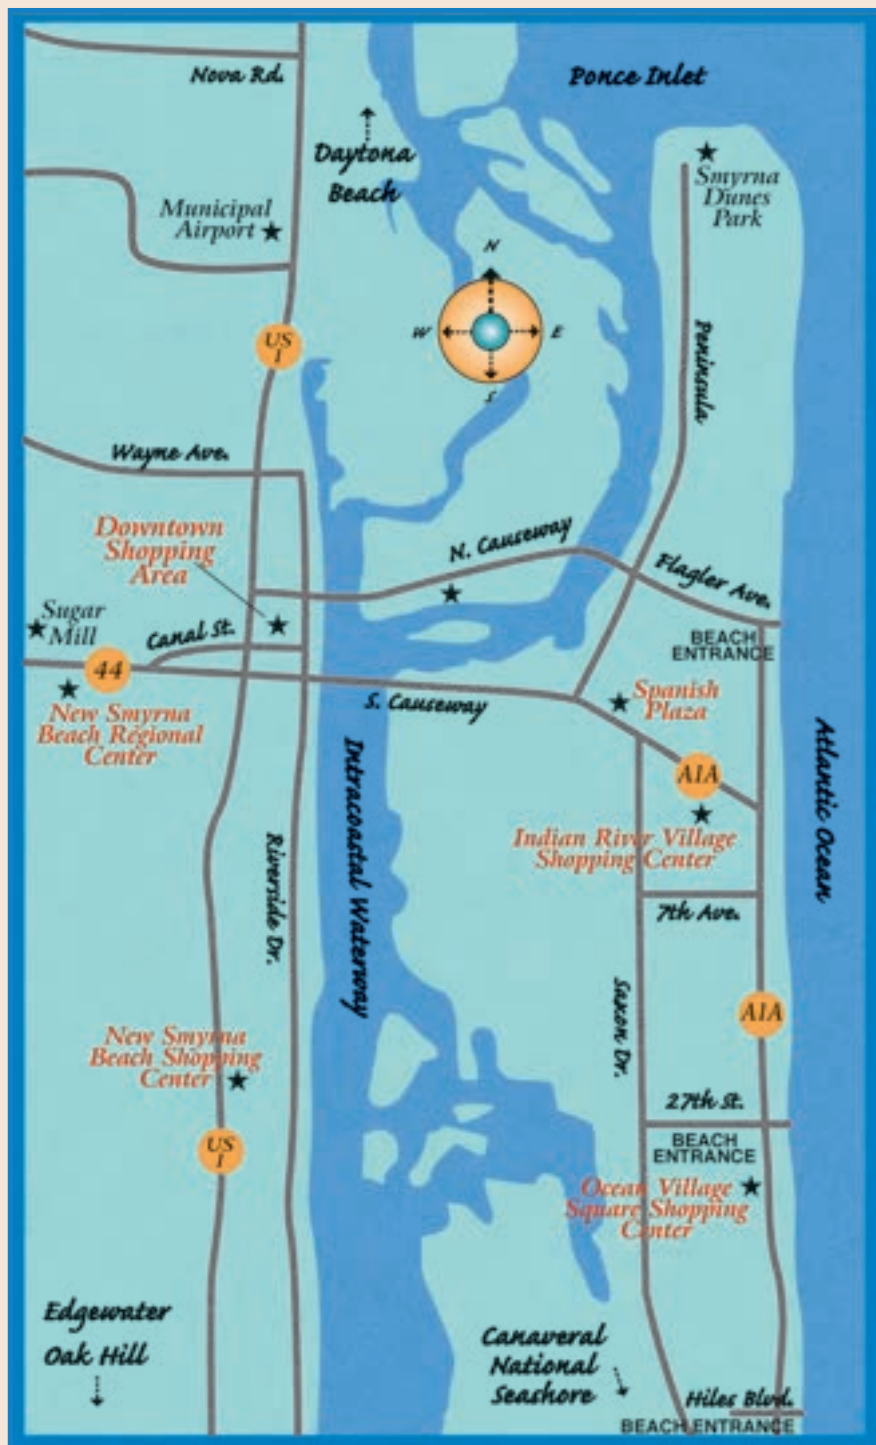 Ponce Inlet
Nova Rd.
Daytona
Beach
Smyrna
Dunes
Park
Municipal
Airport
N
W
E
S
US
1
Peninsula
Wayne Ave.
Downtown
Shopping
Area
N. Causeway
Flagler Ave.
Sugar
Mill
Canal St.
BEACH
ENTRANCE
44
S. Causeway
Spanish
Plaza
New Smyrna
Beach Regional
Center
Atlantic Ocean
Intracoastal Waterway
A1A
Indian River Village
Shopping Center
Riverside Dr.
7th Ave.
Saxon Dr.
A1A
New Smyrna
Beach Shopping
Center
27th St.
BEACH
ENTRANCE
US
1
Ocean Village
Square Shopping
Center
Edgewater
Oak Hill
Canaveral
National
Seashore
Hiles Blvd.
BEACH ENTRANCE